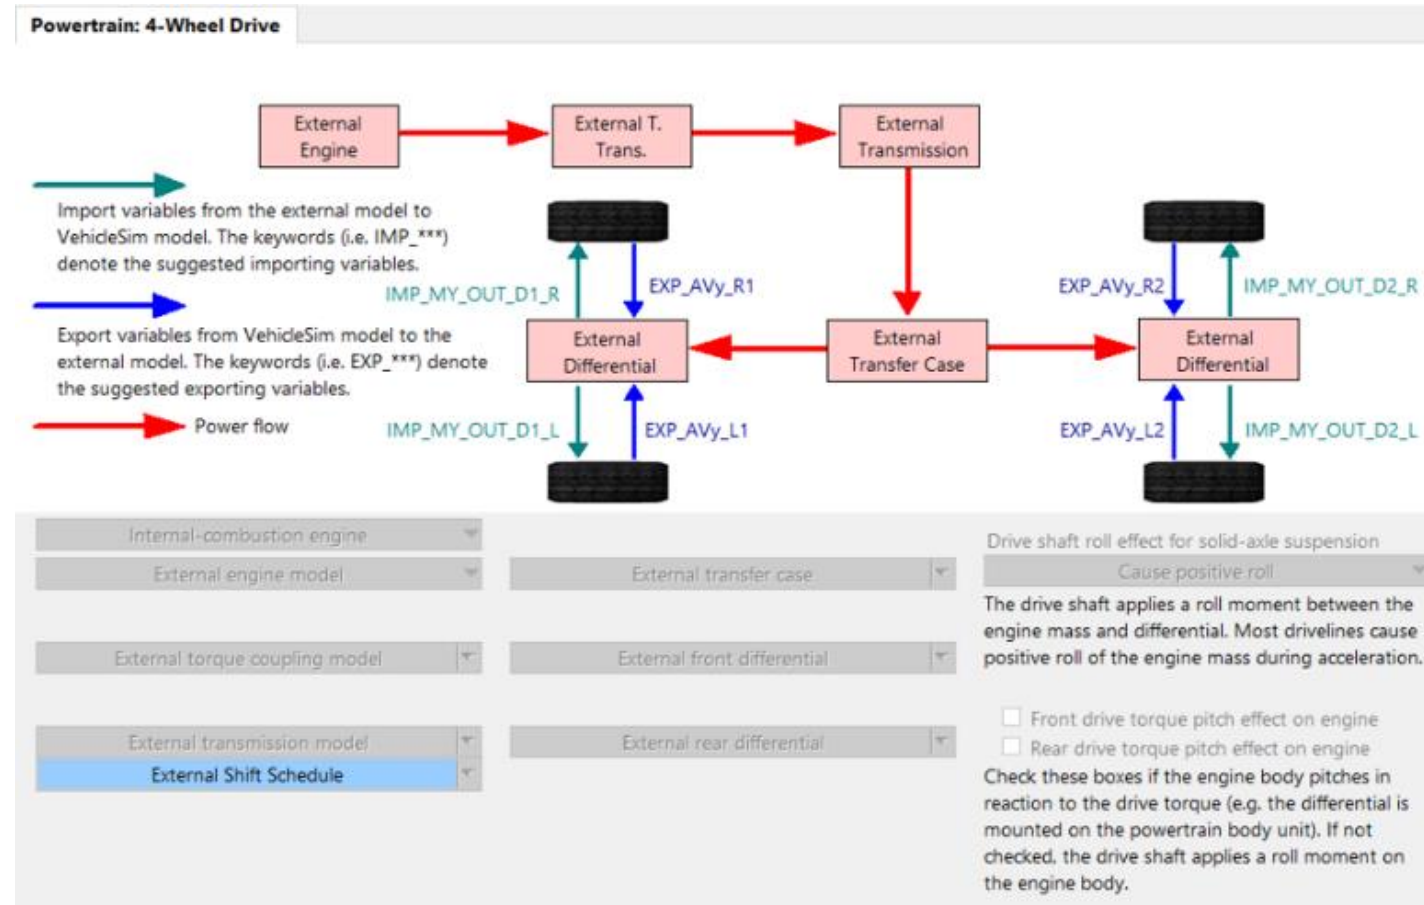 Powertrain: 4-Wheel Drive
External
Engine
External T.
Trans.
External
Transmission
Import variables from the external model to
VehicleSim model. The keywords (i.e. IMP_***)
denote the suggested importing variables.
IMP_MY_OUT_D1_R
EXP_AVy_R1
EXP_AVy_R2
IMP_MY_OUT_D2_R
Export variables from VehicleSim model to the
external model. The keywords (i.e. EXP_***) denote
the suggested exporting variables.
External
Differential
External
Transfer Case
External
Differential
Power flow
IMP_MY_OUT_D1_L
EXP_AVy_L1
EXP_AVy_L2
IMP_MY_OUT_D2_L
Internal-combustion engine
External engine model
External torque coupling model
External transmission model
External Shift Schedule
External transfer case
External front differential
External rear differential
Drive shaft roll effect for solid-axle suspension
Cause positive roll
The drive shaft applies a roll moment between the
engine mass and differential. Most drivelines cause
positive roll of the engine mass during acceleration.
Front drive torque pitch effect on engine
Rear drive torque pitch effect on engine
Check these boxes if the engine body pitches in
reaction to the drive torque (e.g. the differential is
mounted on the powertrain body unit). If not
checked, the drive shaft applies a roll moment on
the engine body.